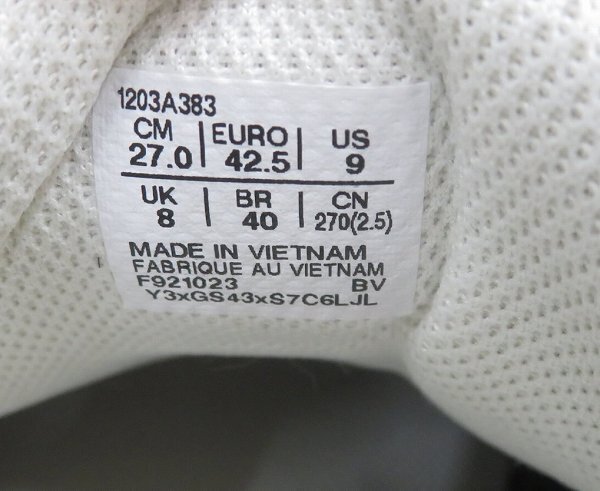 1203A383
CM | EURO | US
27.0 | 42.5 | 9
UK | BR | CN
8 | 40 | 270(2.5)
MADE IN VIETNAM
FABRIQUE AU VIETNAM
F921023 BV
Y3xGS43xS7C6LJL